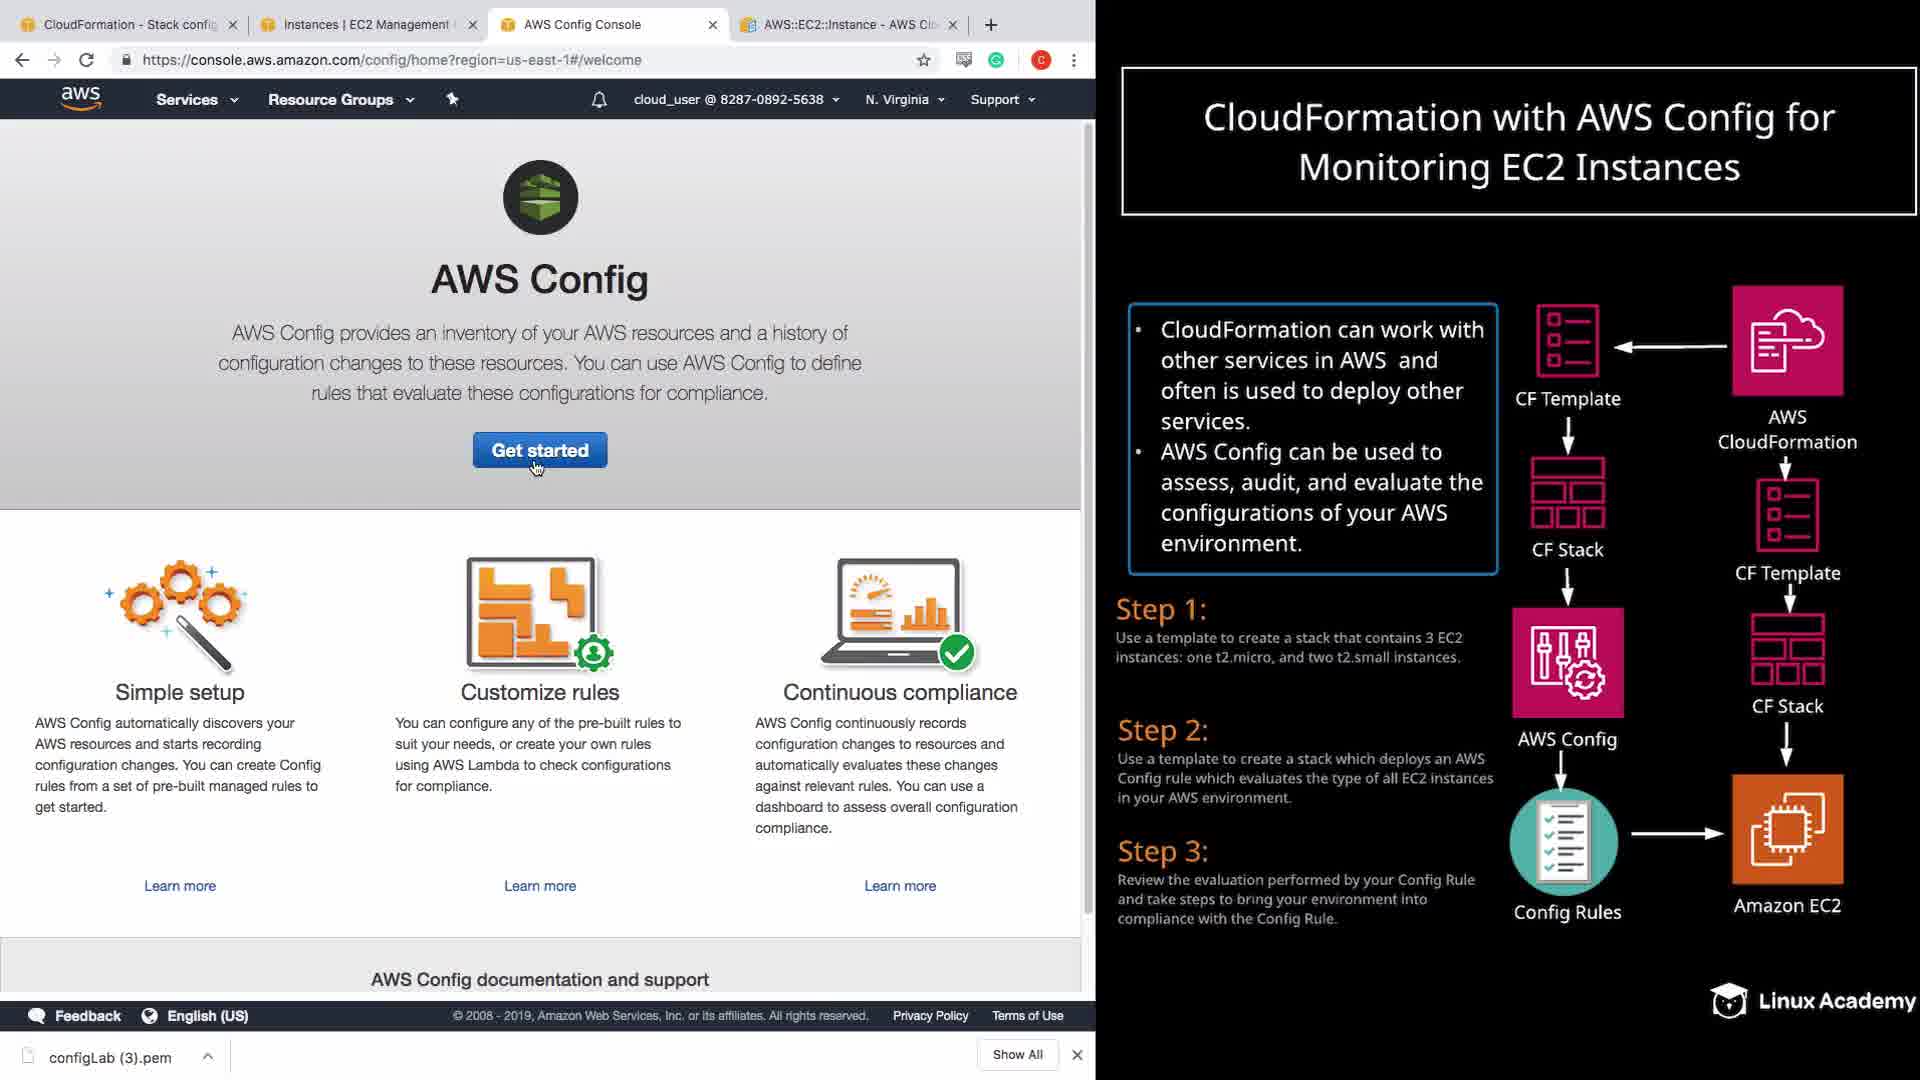 CloudFormation - Stack config
Instances | EC2 Management
AWS Config Console
AWS::EC2::Instance - AWS Clo
https://console.aws.amazon.com/config/home?region=us-east-1#/welcome
C
aws
Services
Resource Groups
cloud_user @ 8287-0892-5638
N. Virginia
Support
AWS Config
AWS Config provides an inventory of your AWS resources and a history of
configuration changes to these resources. You can use AWS Config to define
rules that evaluate these configurations for compliance.
Get started
Simple setup
AWS Config automatically discovers your
AWS resources and starts recording
configuration changes. You can create Config
rules from a set of pre-built managed rules to
get started.
Learn more
Customize rules
You can configure any of the pre-built rules to
suit your needs, or create your own rules
using AWS Lambda to check configurations
for compliance.
Learn more
Continuous compliance
AWS Config continuously records
configuration changes to resources and
automatically evaluates these changes
against relevant rules. You can use a
dashboard to assess overall configuration
compliance.
Learn more
AWS Config documentation and support
Feedback
English (US)
© 2008 - 2019, Amazon Web Services, Inc. or its affiliates. All rights reserved.
Privacy Policy
Terms of Use
configLab (3).pem
Show All
CloudFormation with AWS Config for
Monitoring EC2 Instances
• CloudFormation can work with
other services in AWS and
often is used to deploy other
services.
• AWS Config can be used to
assess, audit, and evaluate the
configurations of your AWS
environment.
Step 1:
Use a template to create a stack that contains 3 EC2
instances: one t2.micro, and two t2.small instances.
Step 2:
Use a template to create a stack which deploys an AWS
Config rule which evaluates the type of all EC2 instances
in your AWS environment.
Step 3:
Review the evaluation performed by your Config Rule
and take steps to bring your environment into
compliance with the Config Rule.
CF Template
CF Stack
AWS Config
Config Rules
AWS
CloudFormation
CF Template
CF Stack
Amazon EC2
Linux Academy